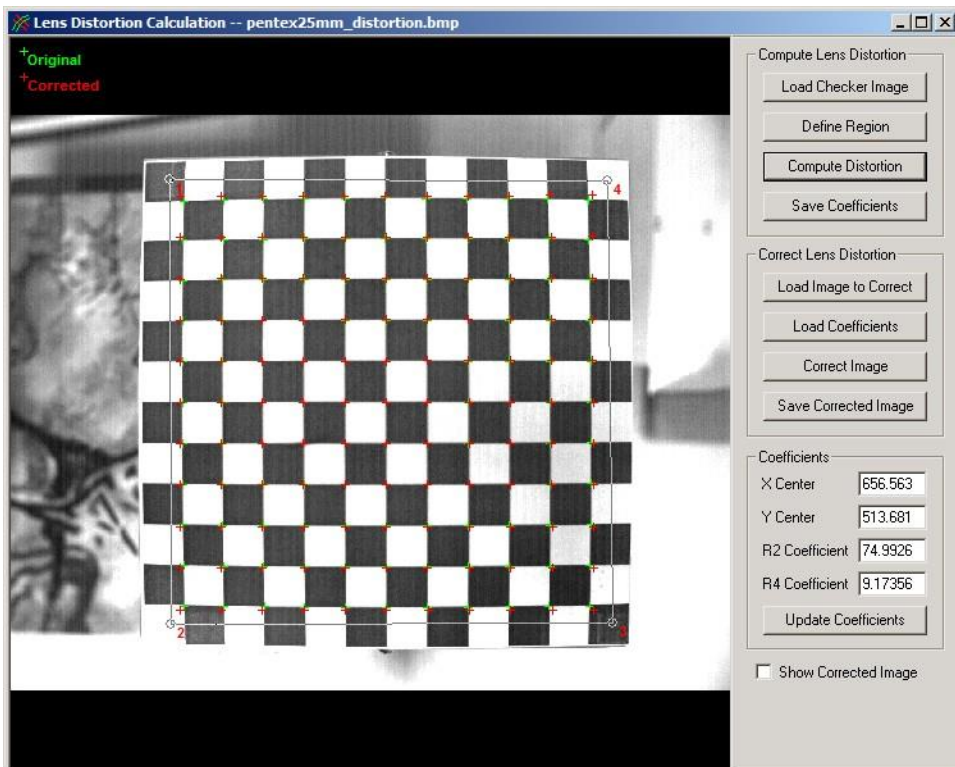 Lens Distortion Calculation -- pentex25mm_distortion.bmp
+Original
+Corrected
1
4
2
3
Compute Lens Distortion
Load Checker Image
Define Region
Compute Distortion
Save Coefficients
Correct Lens Distortion
Load Image to Correct
Load Coefficients
Correct Image
Save Corrected Image
Coefficients
X Center 656.563
Y Center 513.681
R2 Coefficient 74.9926
R4 Coefficient 9.17356
Update Coefficients
Show Corrected Image